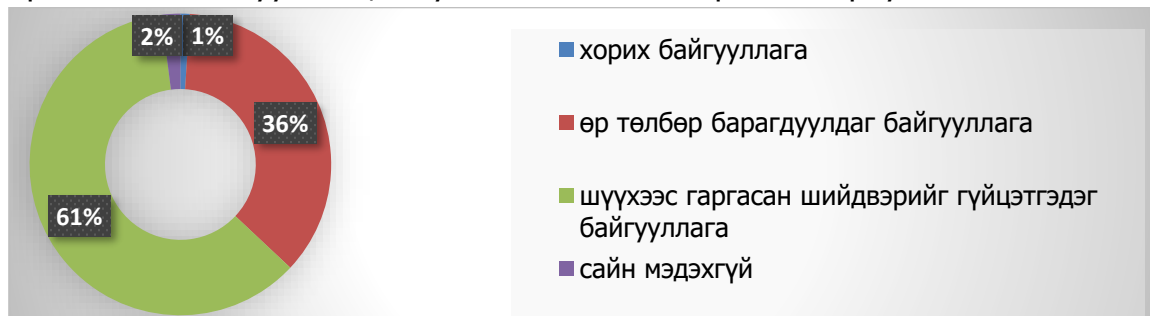 2%
1%
36%
61%
хорих байгууллага
өр төлбөр барагдуулдаг байгууллага
шүүхээс гаргасан шийдвэрийг гүйцэтгэдэг
байгууллага
сайн мэдэхгүй